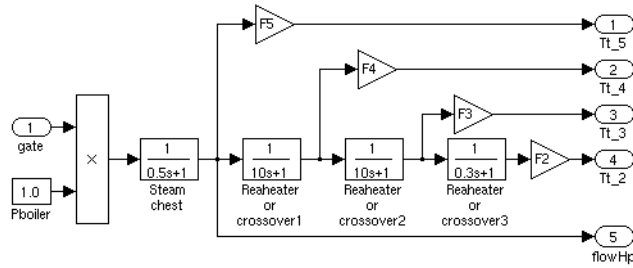 F5
1
Tt_5
F4
2
Tt_4
1
gate
×
1.0
Pboiler
1
0.5s+1
Steam
chest
1
10s+1
Reaheater
or
crossover1
1
10s+1
Reaheater
or
crossover2
F3
3
Tt_3
1
0.3s+1
Reaheater
or
crossover3
F2
4
Tt_2
5
flowHp